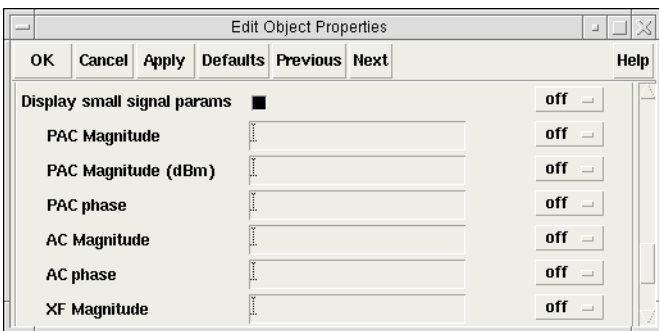 Edit Object Properties
OK Cancel Apply Defaults Previous Next Help
Display small signal params off
PAC Magnitude off
PAC Magnitude (dBm) off
PAC phase off
AC Magnitude off
AC phase off
XF Magnitude off